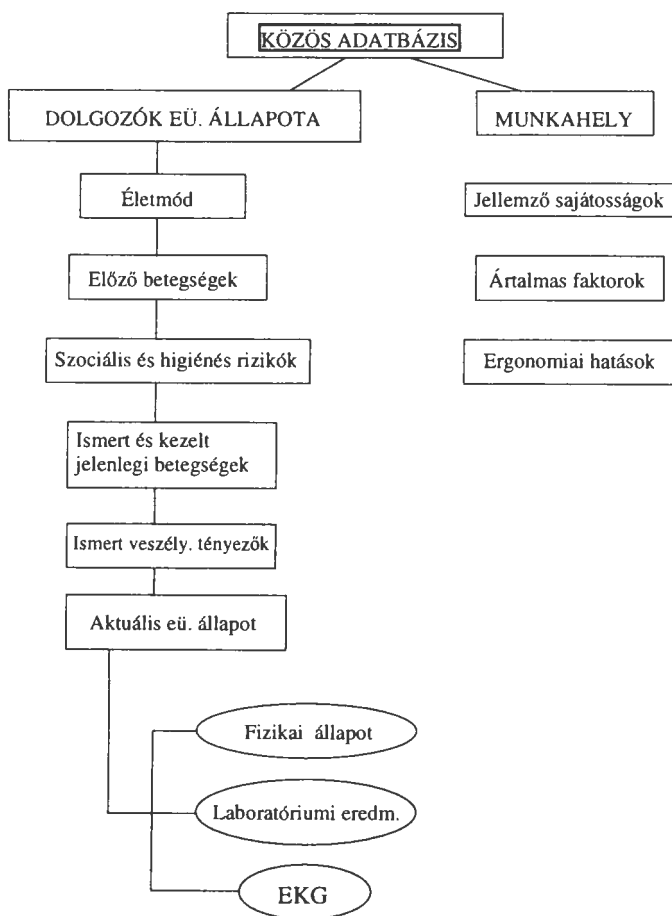 KÖZÖS ADATBÁZIS
DOLGOZÓK EÜ. ÁLLAPOTA
MUNKAHELY
Életmód
Jellemző sajátosságok
Előző betegségek
Ártalmas faktorok
Szociális és higiénés rizikók
Ergonomiai hatások
Ismert és kezelt
jelenlegi betegségek
Ismert veszély. tényezők
Aktuális eü. állapot
Fizikai állapot
Laboratóriumi eredm.
EKG